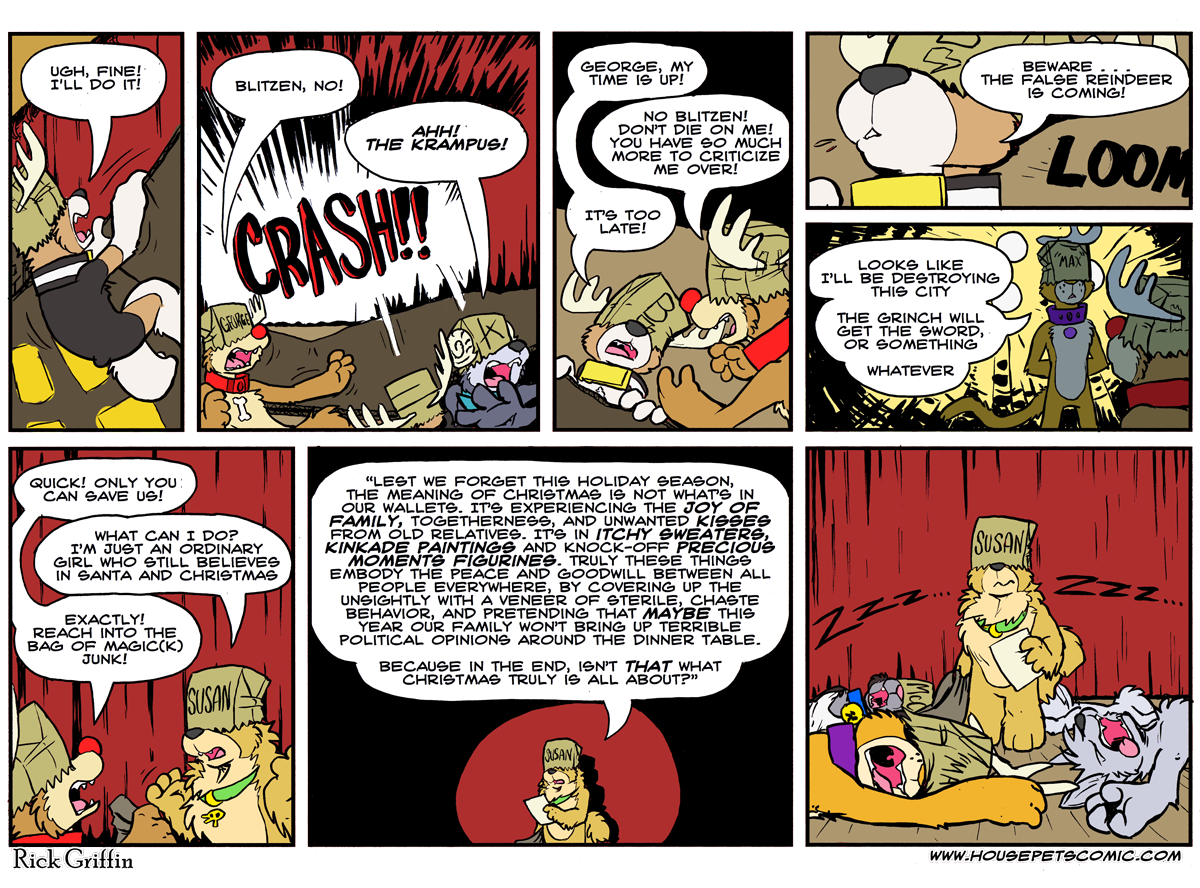 UGH, FINE!
I'LL DO IT!
BLITZEN, NO!
AHH!
THE KRAMPUS!
CRASH!!
GEORGE
K
GEORGE, MY
TIME IS UP!
NO BLITZEN!
DON'T DIE ON ME!
YOU HAVE SO MUCH
MORE TO CRITICIZE
ME OVER!
IT'S TOO
LATE!
BEWARE . . .
THE FALSE REINDEER
IS COMING!
LOOM
LOOKS LIKE
I'LL BE DESTROYING
THIS CITY
THE GRINCH WILL
GET THE SWORD,
OR SOMETHING
WHATEVER
"MAX"
QUICK! ONLY YOU
CAN SAVE US!
WHAT CAN I DO?
I'M JUST AN ORDINARY
GIRL WHO STILL BELIEVES
IN SANTA AND CHRISTMAS
EXACTLY!
REACH INTO THE
BAG OF MAGIC(K)
JUNK!
SUSAN
"LEST WE FORGET THIS HOLIDAY SEASON,
THE MEANING OF CHRISTMAS IS NOT WHAT'S IN
OUR WALLETS. IT'S EXPERIENCING THE JOY OF
FAMILY, TOGETHERNESS, AND UNWANTED KISSES
FROM OLD RELATIVES. IT'S IN ITCHY SWEATERS,
KINKADE PAINTINGS AND KNOCK-OFF PRECIOUS
MOMENTS FIGURINES. TRULY THESE THINGS
EMBODY THE PEACE AND GOODWILL BETWEEN ALL
PEOPLE EVERYWHERE, BY COVERING UP THE
UNSIGHTLY WITH A VENEER OF STERILE, CHASTE
BEHAVIOR, AND PRETENDING THAT MAYBE THIS
YEAR OUR FAMILY WON'T BRING UP TERRIBLE
POLITICAL OPINIONS AROUND THE DINNER TABLE.
BECAUSE IN THE END, ISN'T THAT WHAT
CHRISTMAS TRULY IS ALL ABOUT?"
SUSAN
SUSAN
ZZZ...
ZZZ...
Rick Griffin
WWW.HOUSEPETSCOMIC.COM